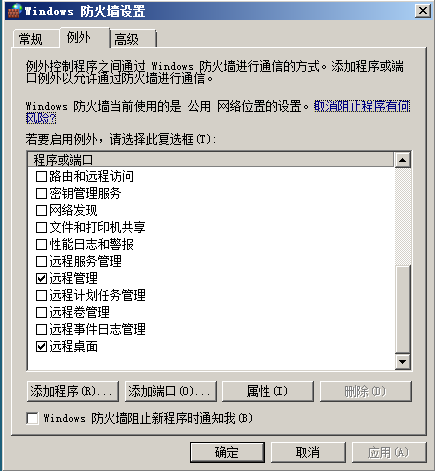 Windows 防火墙设置
常规
例外
高级
例外控制程序之间通过 Windows 防火墙进行通信的方式。添加程序或端
口例外以允许通过防火墙进行通信。
Windows 防火墙当前使用的是 公用 网络位置的设置。取消阻止程序有何
风险?
若要启用例外，请选择此复选框(T):
程序或端口
路由和远程访问
密钥管理服务
网络发现
文件和打印机共享
性能日志和警报
远程服务管理
远程管理
远程计划任务管理
远程卷管理
远程事件日志管理
远程桌面
添加程序(R)...
添加端口(O)...
属性(I)
删除(D)
Windows 防火墙阻止新程序时通知我(B)
确定
取消
应用(A)